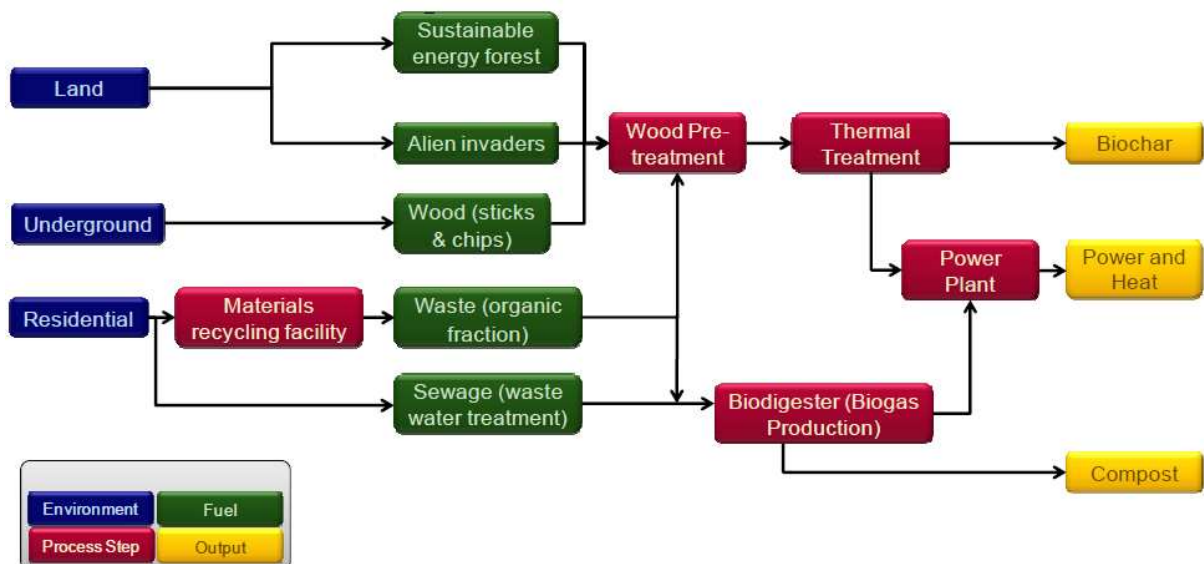 Sustainable
energy forest
Land
Alien invaders
Wood Pre-
treatment
Thermal
Treatment
Biochar
Underground
Wood (sticks
& chips)
Power
Plant
Power and
Heat
Residential
Materials
recycling facility
Waste (organic
fraction)
Sewage (waste
water treatment)
Biodigester (Biogas
Production)
Compost
Environment
Fuel
Process Step
Output